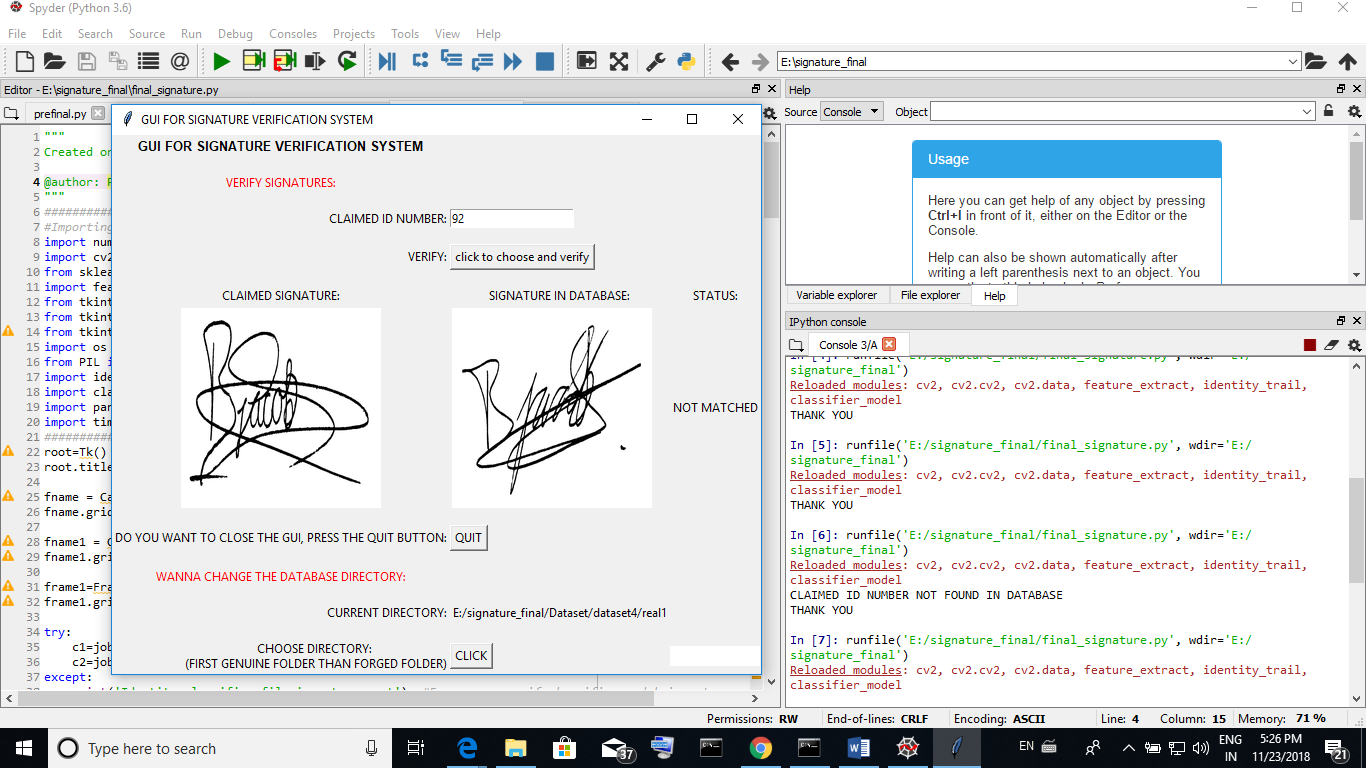 Spyder (Python 3.6)
File Edit Search Source Run Debug Consoles Projects Tools View Help
E:\signature_final
Editor - E:\signature_final\final_signature.py
prefinal.py
1 """
2 Created on
3
4 @author:
5 """
6 ##########
7 #Importing
8 import num
9 import cv2
10 from sklea
11 import fea
12 from tkint
13 from tkint
14 from tkint
15 import os
16 from PIL i
17 import ide
18 import cla
19 import par
20 import tim
21 ##########
22 root=Tk()
23 root.title
24
25 fname = Ca
26 fname.grid
27
28 fname1 = C
29 fname1.gri
30
31 frame1=Fra
32 frame1.gri
33
34 try:
35 c1=job
36 c2=job
37 except:
GUI FOR SIGNATURE VERIFICATION SYSTEM
GUI FOR SIGNATURE VERIFICATION SYSTEM
VERIFY SIGNATURES:
CLAIMED ID NUMBER: 92
VERIFY: click to choose and verify
CLAIMED SIGNATURE: SIGNATURE IN DATABASE: STATUS:
NOT MATCHED
DO YOU WANT TO CLOSE THE GUI, PRESS THE QUIT BUTTON: QUIT
WANNA CHANGE THE DATABASE DIRECTORY:
CURRENT DIRECTORY: E:/signature_final/Dataset/dataset4/real1
CHOOSE DIRECTORY:
(FIRST GENUINE FOLDER THAN FORGED FOLDER) CLICK
Help
Source Console Object
Usage
Here you can get help of any object by pressing
Ctrl+I in front of it, either on the Editor or the
Console.
Help can also be shown automatically after
writing a left parenthesis next to an object. You
Variable explorer File explorer Help
IPython console
Console 3/A
signature_final')
Reloaded modules: cv2, cv2.cv2, cv2.data, feature_extract, identity_trail,
classifier_model
THANK YOU
In [5]: runfile('E:/signature_final/final_signature.py', wdir='E:/
signature_final')
Reloaded modules: cv2, cv2.cv2, cv2.data, feature_extract, identity_trail,
classifier_model
THANK YOU
In [6]: runfile('E:/signature_final/final_signature.py', wdir='E:/
signature_final')
Reloaded modules: cv2, cv2.cv2, cv2.data, feature_extract, identity_trail,
classifier_model
CLAIMED ID NUMBER NOT FOUND IN DATABASE
THANK YOU
In [7]: runfile('E:/signature_final/final_signature.py', wdir='E:/
signature_final')
Reloaded modules: cv2, cv2.cv2, cv2.data, feature_extract, identity_trail,
classifier_model
Permissions: RW End-of-lines: CRLF Encoding: ASCII Line: 4 Column: 15 Memory: 71 %
Type here to search
37
EN
ENG
IN
5:26 PM
11/23/2018
21